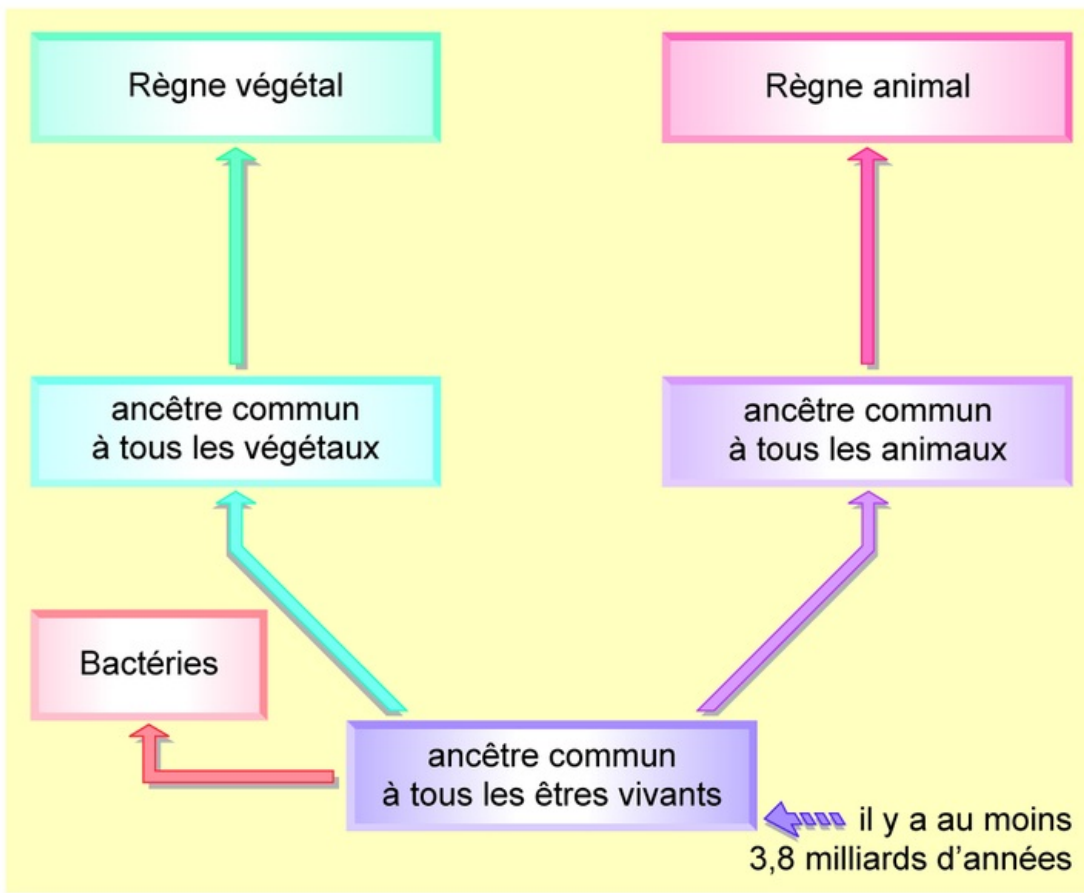 Règne végétal
Règne animal
ancêtre commun
à tous les végétaux
ancêtre commun
à tous les animaux
Bactéries
ancêtre commun
à tous les êtres vivants
il y a au moins
3,8 milliards d'années